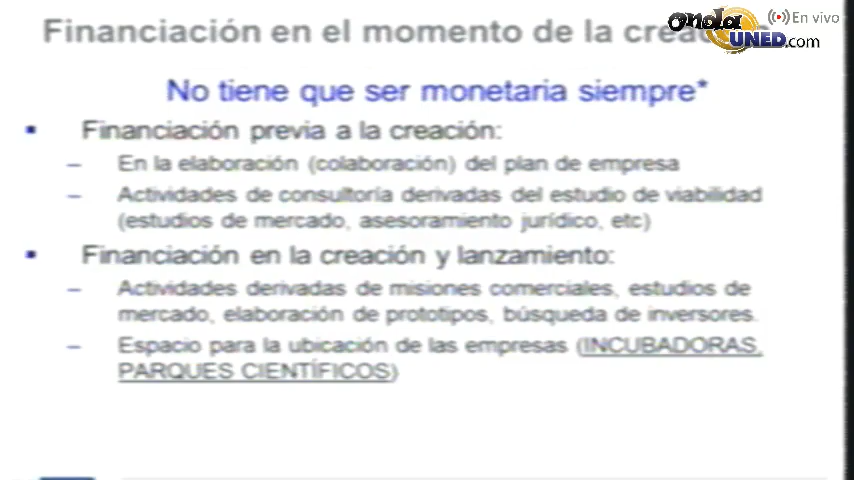 Financiación en el momento de la
ondaUNED.com
En vivo
No tiene que ser monetaria siempre*
Financiación previa a la creación:
En la elaboración (colaboración) del plan de empresa
Actividades de consultoría derivadas del estudio de viabilidad
(estudios de mercado, asesoramiento jurídico, etc)
Financiación en la creación y lanzamiento:
Actividades derivadas de misiones comerciales, estudios de
mercado, elaboración de prototipos, búsqueda de inversores.
Espacio para la ubicación de las empresas (INCUBADORAS,
PARQUES CIENTÍFICOS)